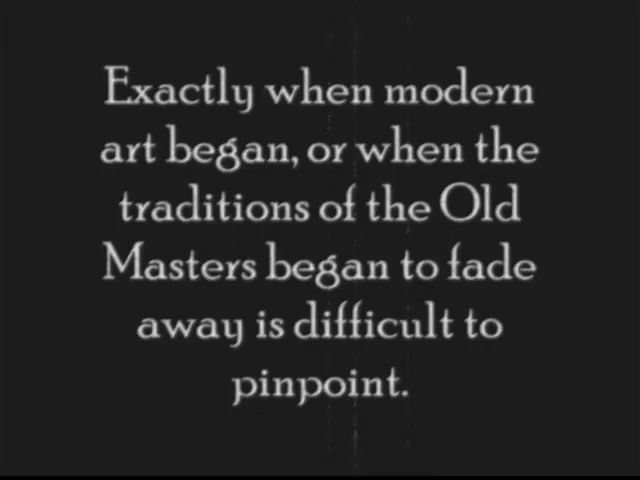 Exactly when modern
art began, or when the
traditions of the Old
Masters began to fade
away is difficult to
pinpoint.